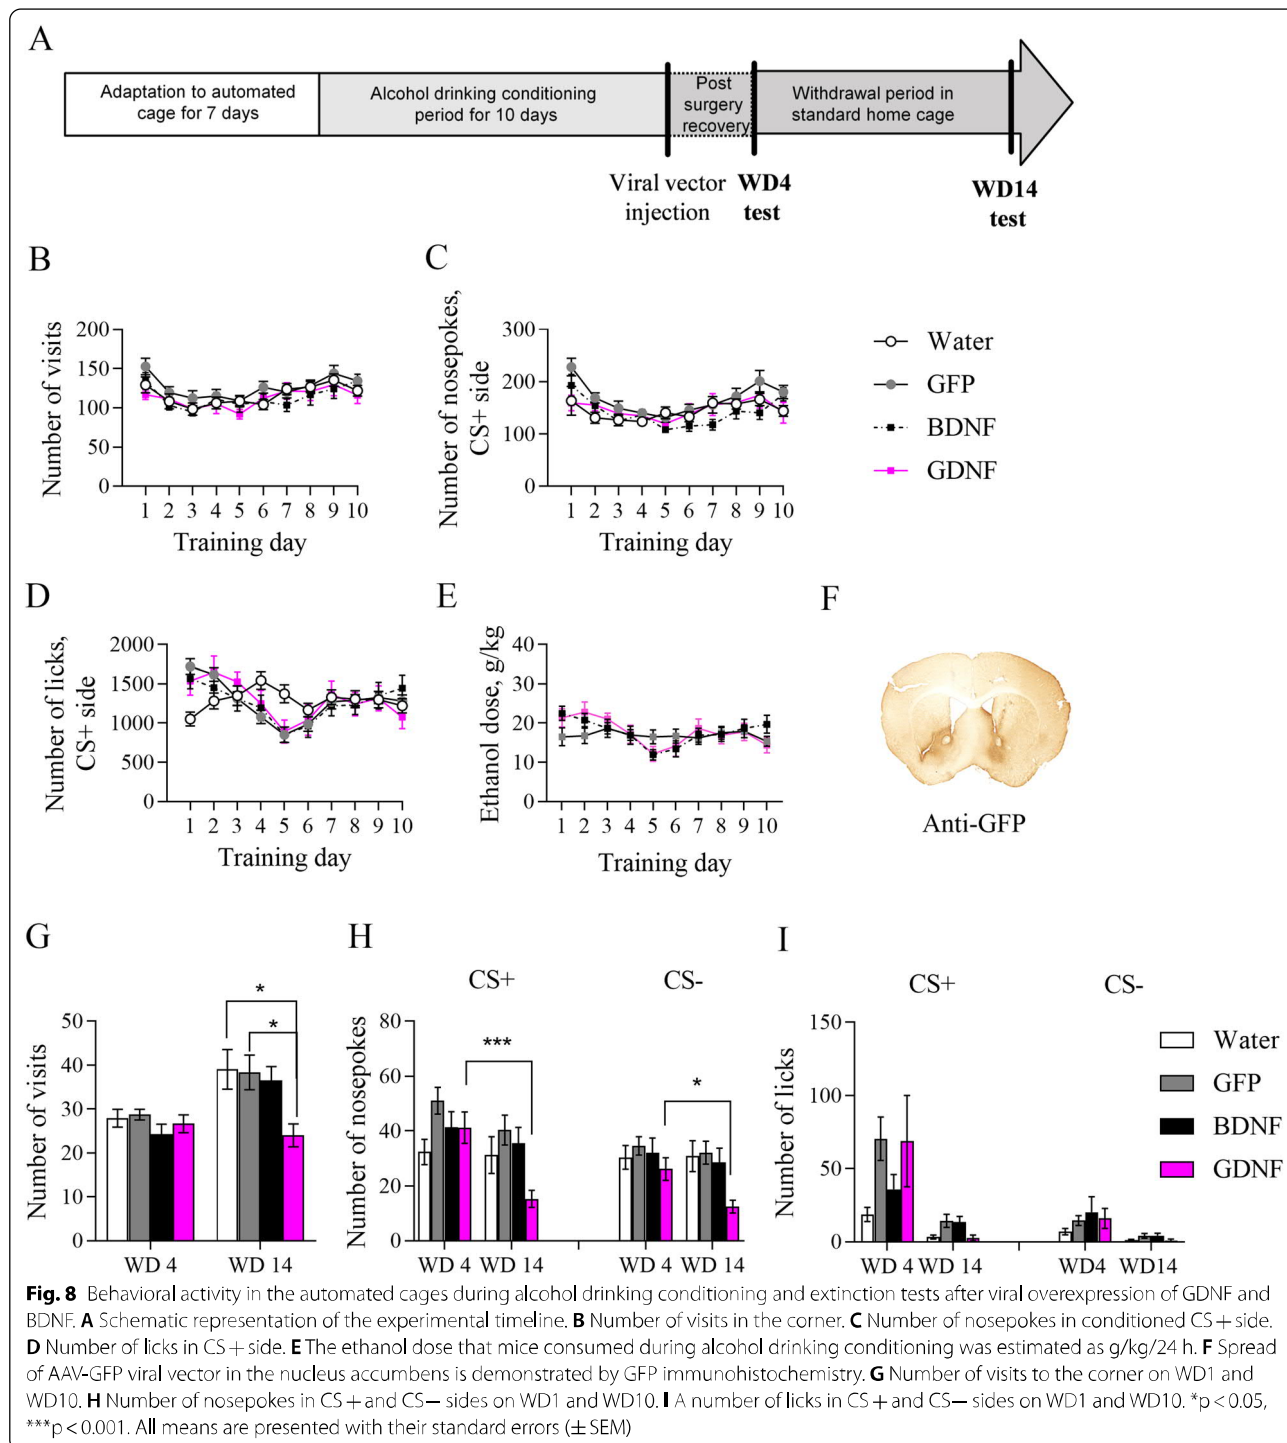 A
Adaptation to automated
cage for 7 days
Alcohol drinking conditioning
period for 10 days
Post
surgery
recovery
Withdrawal period in
standard home cage
Viral vector
injection
WD4
test
WD14
test
B
Number of visits
200
150
100
50
0
1 2 3 4 5 6 7 8 9 10
Training day
C
Number of nosepokes,
CS+ side
300
200
100
0
1 2 3 4 5 6 7 8 9 10
Training day
Water
GFP
BDNF
GDNF
D
Number of licks,
CS+ side
2000
1500
1000
500
0
1 2 3 4 5 6 7 8 9 10
Training day
E
Ethanol dose, g/kg
40
30
20
10
0
1 2 3 4 5 6 7 8 9 10
Training day
F
Anti-GFP
G
Number of visits
50
40
30
20
10
0
* 
*
WD 4 WD 14
H
CS+ CS-
Number of nosepokes
80
60
40
20
0
***
*
WD 4 WD 14 WD 4 WD 14
I
CS+ CS-
Number of licks
150
100
50
0
WD 4 WD 14 WD4 WD14
Water
GFP
BDNF
GDNF
Fig. 8 Behavioral activity in the automated cages during alcohol drinking conditioning and extinction tests after viral overexpression of GDNF and
BDNF. A Schematic representation of the experimental timeline. B Number of visits in the corner. C Number of nosepokes in conditioned CS + side.
D Number of licks in CS + side. E The ethanol dose that mice consumed during alcohol drinking conditioning was estimated as g/kg/24 h. F Spread
of AAV-GFP viral vector in the nucleus accumbens is demonstrated by GFP immunohistochemistry. G Number of visits to the corner on WD1 and
WD10. H Number of nosepokes in CS + and CS− sides on WD1 and WD10. I A number of licks in CS + and CS− sides on WD1 and WD10. *p < 0.05,
***p < 0.001. All means are presented with their standard errors (± SEM)